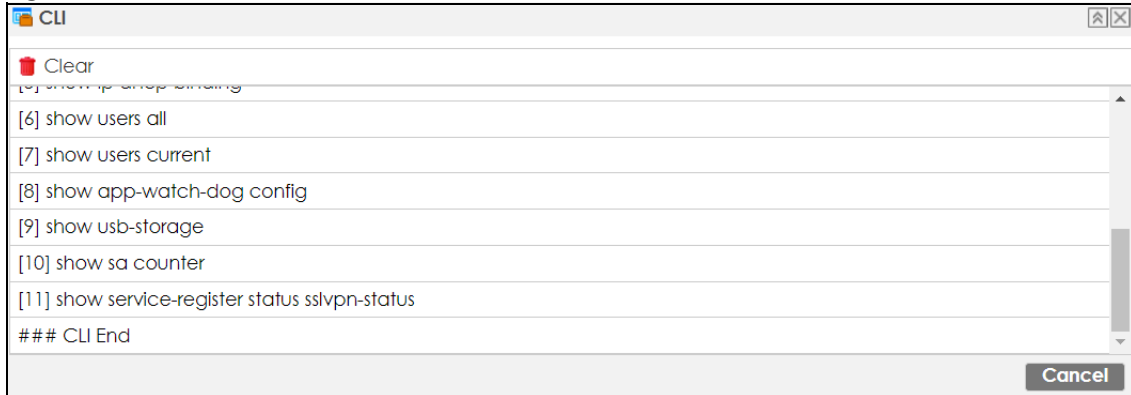 CLI
Clear
[6] show users all
[7] show users current
[8] show app-watch-dog config
[9] show usb-storage
[10] show sa counter
[11] show service-register status sslvpn-status
### CLI End
Cancel